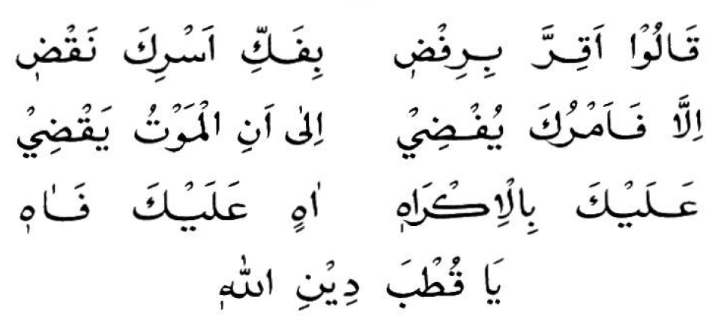 قَالُوْا اَقِرَّ بِرِفْضٖ بِفَكِّ اَسْرِكَ نَقْضٖ
اِلَّا فَاَمْرُكَ يُفْضِيْ اِلٰى اَنِ الْمَوْتُ يَقْضِيْ
عَلَيْكَ بِالْاِكْرَاهٖ اٰهٍ عَلَيْكَ فَاٰهٖ
يَا قُطْبَ دِيْنِ اللّٰهٖ